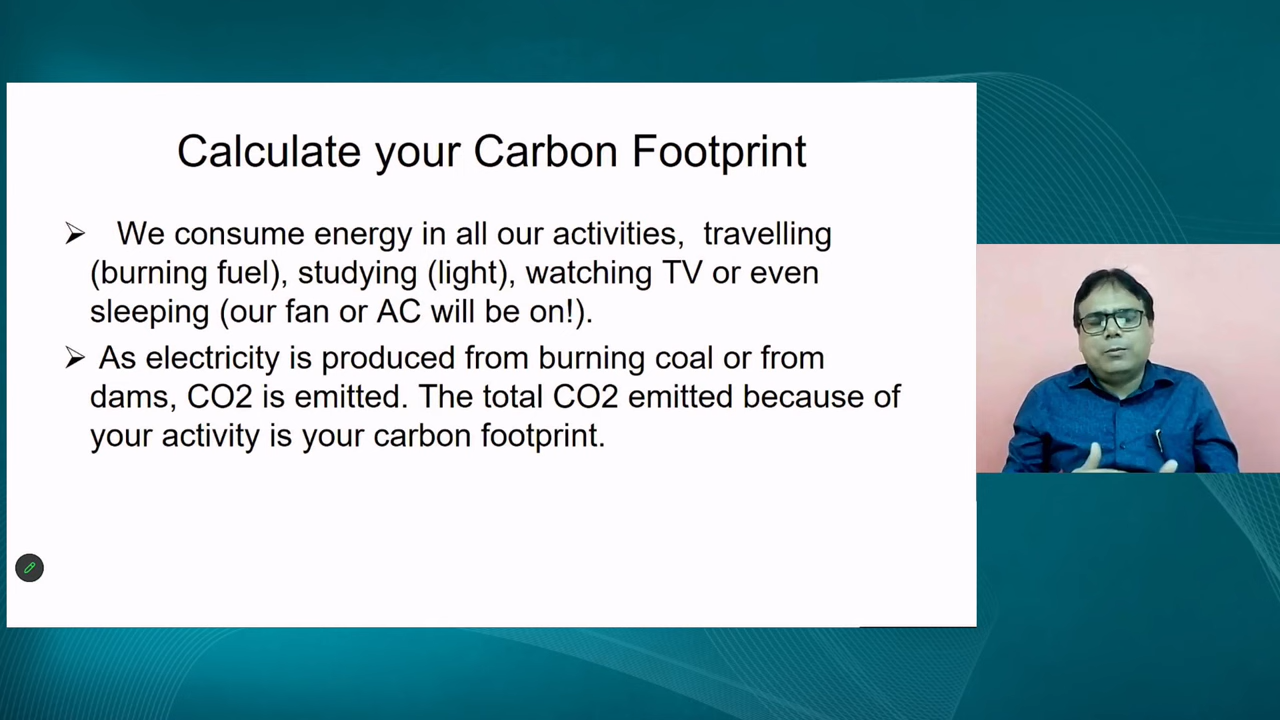 Calculate your Carbon Footprint
➢ We consume energy in all our activities, travelling
(burning fuel), studying (light), watching TV or even
sleeping (our fan or AC will be on!).
➢ As electricity is produced from burning coal or from
dams, CO2 is emitted. The total CO2 emitted because of
your activity is your carbon footprint.